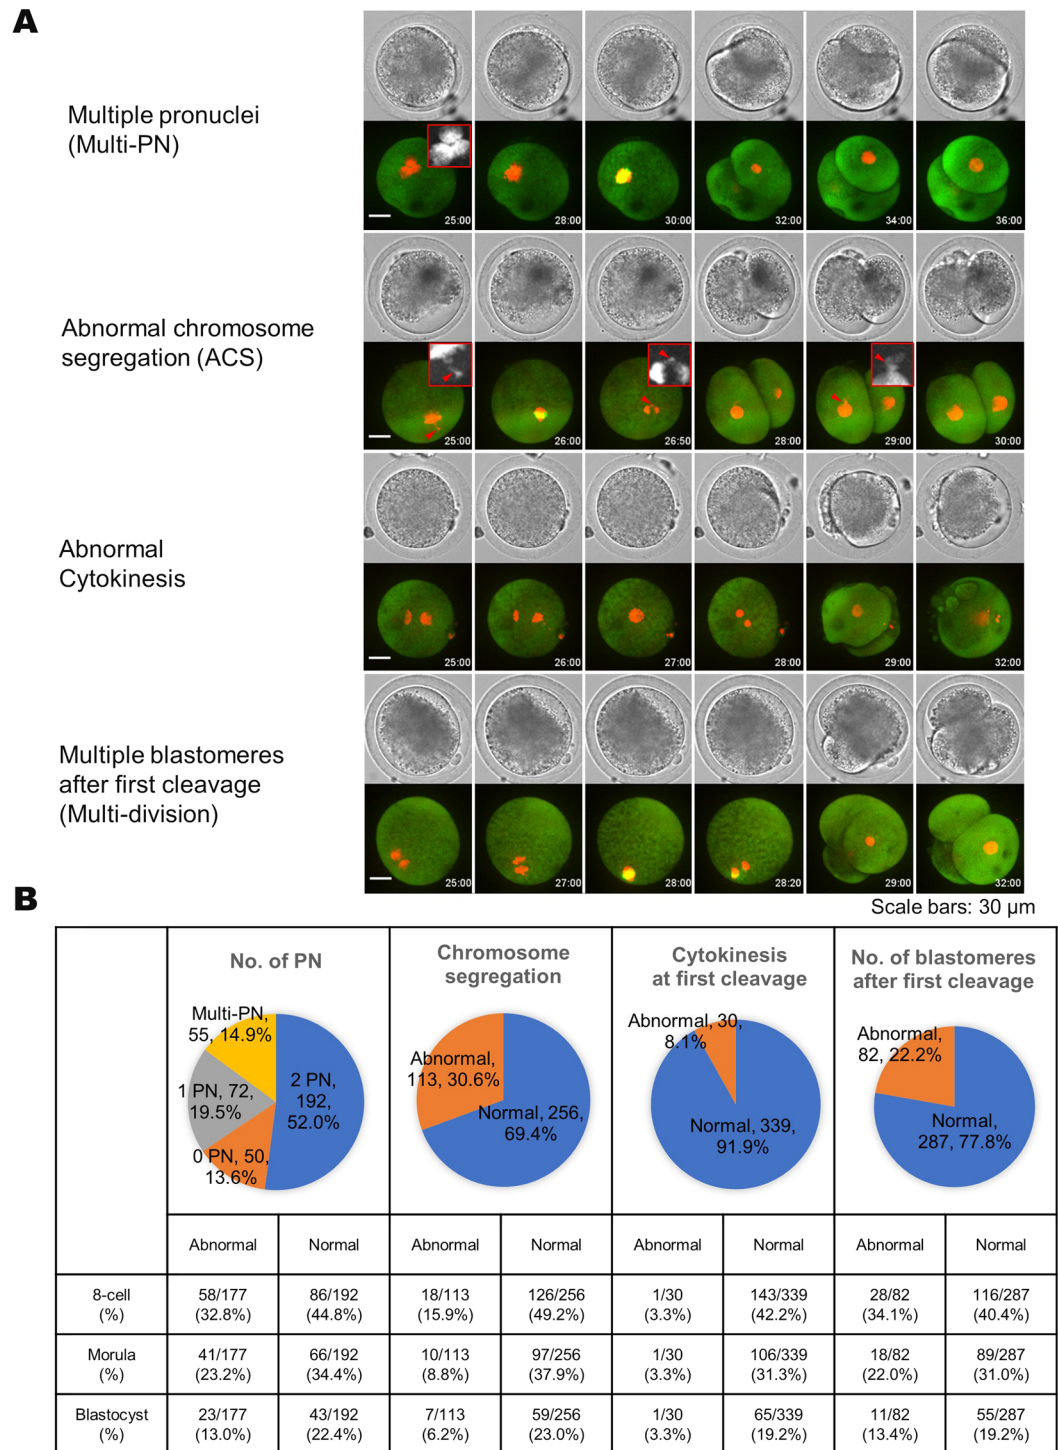 A
Multiple pronuclei
(Multi-PN)
25:00
28:00
30:00
32:00
34:00
36:00
Abnormal chromosome
segregation (ACS)
25:00
26:00
26:50
28:00
29:00
30:00
Abnormal
Cytokinesis
25:00
26:00
27:00
28:00
29:00
32:00
Multiple blastomeres
after first cleavage
(Multi-division)
25:00
27:00
28:00
28:20
29:00
32:00
Scale bars: 30 μm
B
No. of PN
Multi-PN,
55, 14.9%
1 PN, 72,
19.5%
0 PN, 50,
13.6%
2 PN,
192,
52.0%
Chromosome
segregation
Abnormal,
113, 30.6%
Normal, 256,
69.4%
Cytokinesis
at first cleavage
Abnormal, 30,
8.1%
Normal, 339,
91.9%
No. of blastomeres
after first cleavage
Abnormal,
82, 22.2%
Normal,
287, 77.8%
Abnormal Normal Abnormal Normal Abnormal Normal Abnormal Normal
8-cell 58/177 86/192 18/113 126/256 1/30 143/339 28/82 116/287
(%) (32.8%) (44.8%) (15.9%) (49.2%) (3.3%) (42.2%) (34.1%) (40.4%)
Morula 41/177 66/192 10/113 97/256 1/30 106/339 18/82 89/287
(%) (23.2%) (34.4%) (8.8%) (37.9%) (3.3%) (31.3%) (22.0%) (31.0%)
Blastocyst 23/177 43/192 7/113 59/256 1/30 65/339 11/82 55/287
(%) (13.0%) (22.4%) (6.2%) (23.0%) (3.3%) (19.2%) (13.4%) (19.2%)